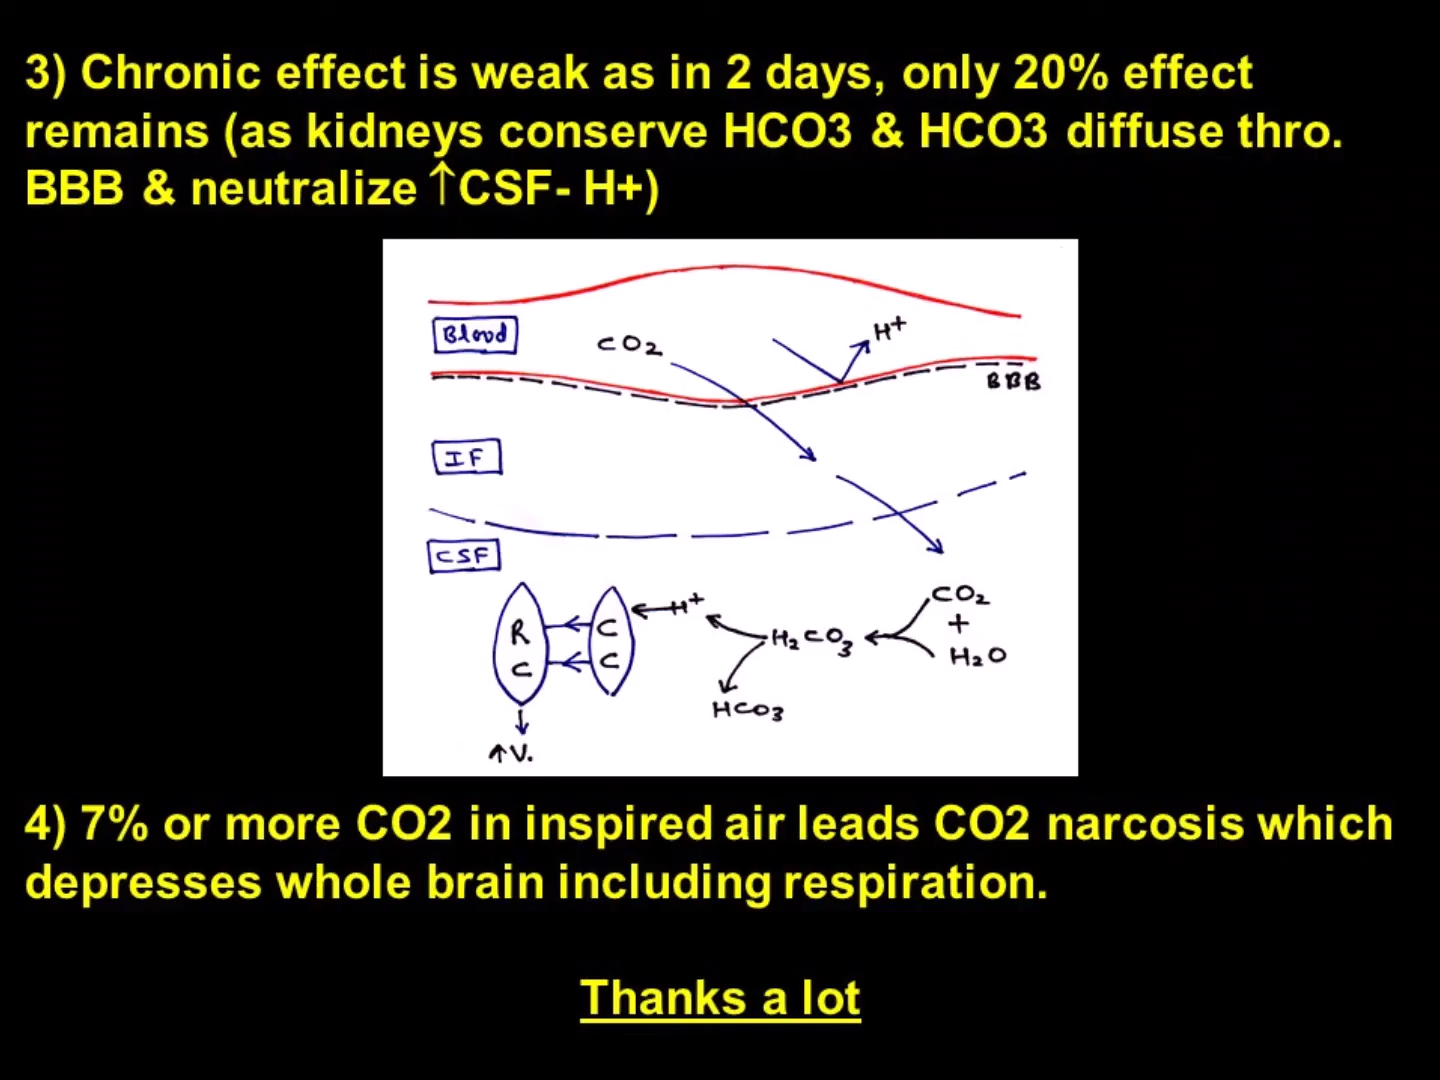 3) Chronic effect is weak as in 2 days, only 20% effect
remains (as kidneys conserve HCO3 & HCO3 diffuse thro.
BBB & neutralize ↑CSF- H+)
Blood
CO2
H+
BBB
IF
CSF
R
C
C
C
H+
H2CO3
CO2
+
H2O
HCO3
↑V.
4) 7% or more CO2 in inspired air leads CO2 narcosis which
depresses whole brain including respiration.
Thanks a lot